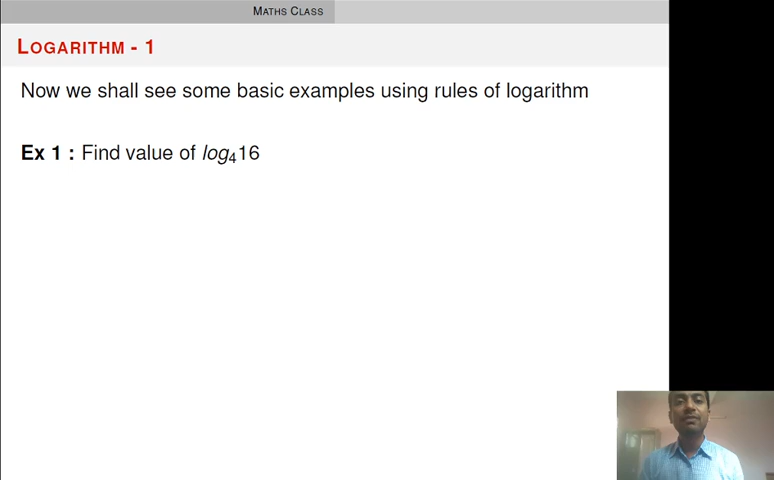 MATHS CLASS
LOGARITHM - 1
Now we shall see some basic examples using rules of logarithm
Ex 1 : Find value of log₄16